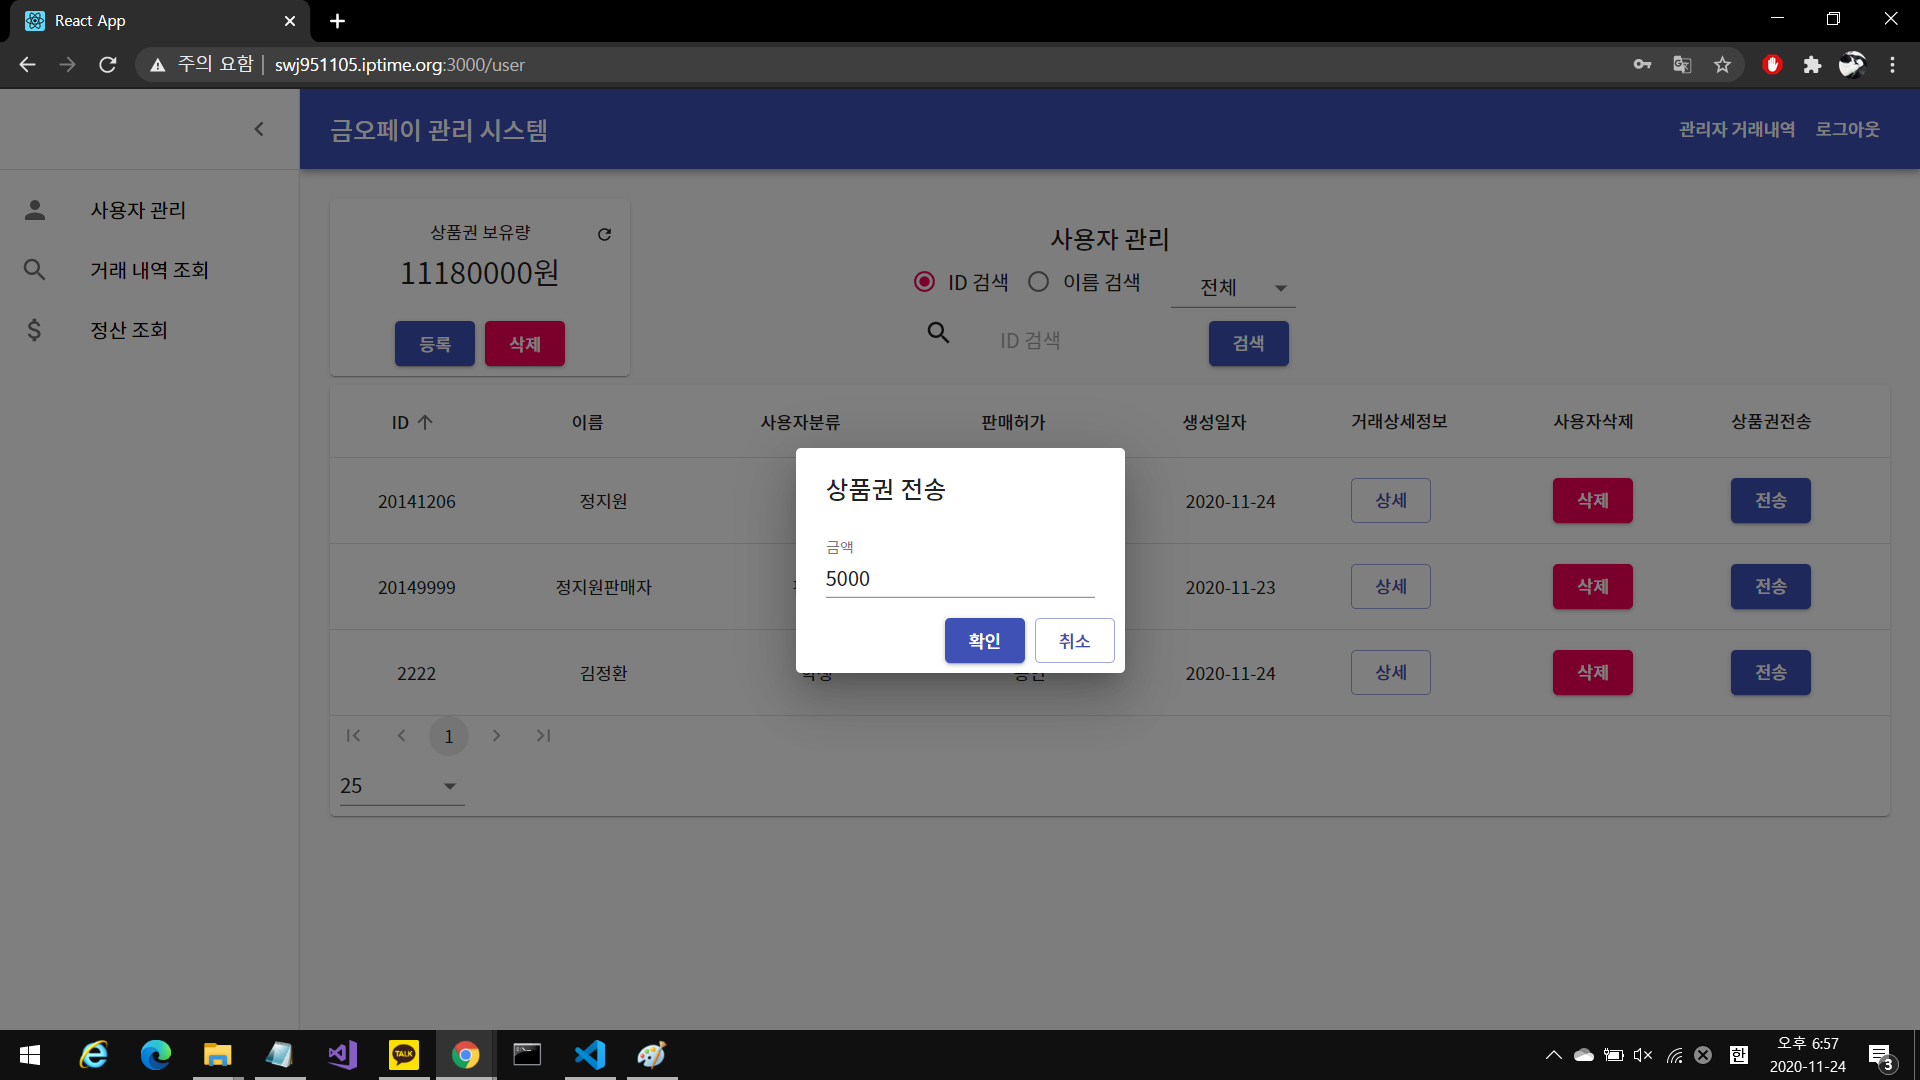 React App
주의 요함 | swj951105.iptime.org:3000/user
금오페이 관리 시스템
관리자 거래내역 로그아웃
사용자 관리
거래 내역 조회
정산 조회
상품권 보유량
11180000원
등록 삭제
사용자 관리
ID 검색 이름 검색 전체
ID 검색 검색
ID 이름 사용자분류 판매허가 생성일자 거래상세정보 사용자삭제 상품권전송
20141206 정지원 2020-11-24 상세 삭제 전송
20149999 정지원판매자 2020-11-23 상세 삭제 전송
2222 김정환 학생 승인 2020-11-24 상세 삭제 전송
상품권 전송
금액
5000
확인 취소
1
25
TALK
한
오후 6:57
2020-11-24
3